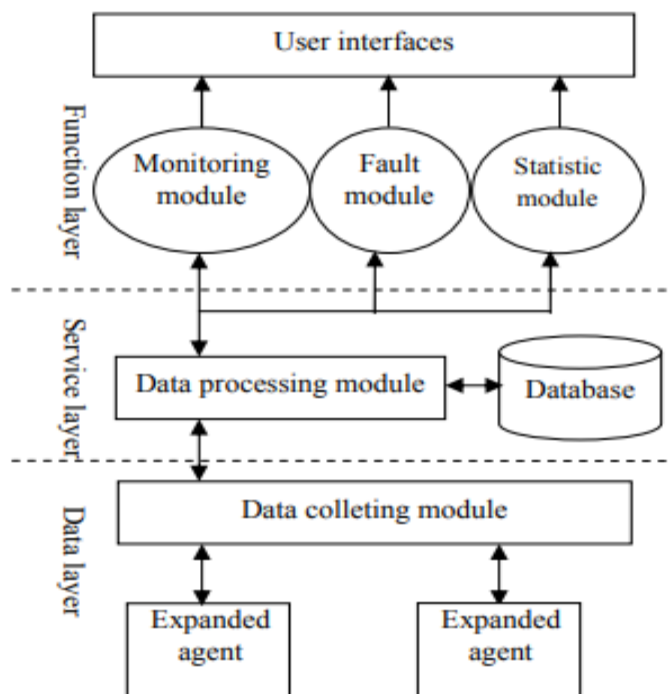 User interfaces
Function layer
Monitoring
module
Fault
module
Statistic
module
Service layer
Data processing module
Database
Data layer
Data colleting module
Expanded
agent
Expanded
agent